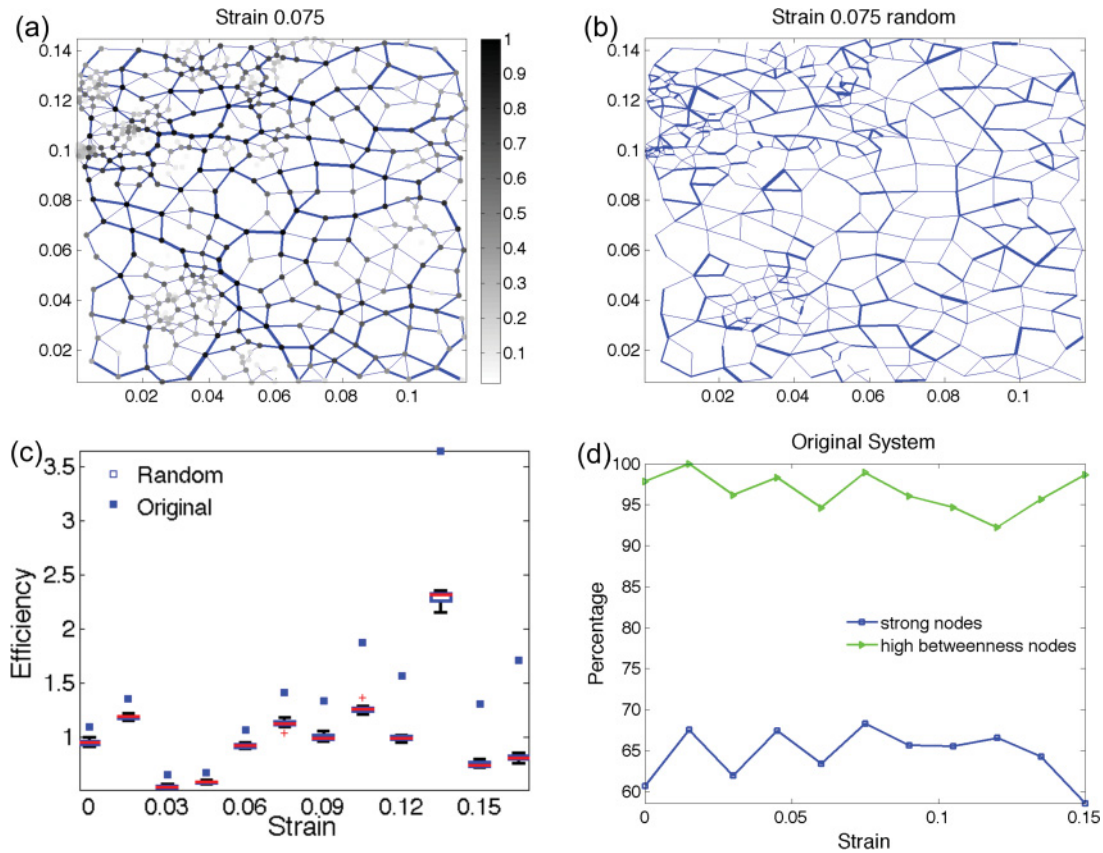 (a)
Strain 0.075
0.14
0.12
0.1
0.08
0.06
0.04
0.02
0.02 0.04 0.06 0.08 0.1
1
0.9
0.8
0.7
0.6
0.5
0.4
0.3
0.2
0.1
(b)
Strain 0.075 random
0.14
0.12
0.1
0.08
0.06
0.04
0.02
0.02 0.04 0.06 0.08 0.1
(c)
Random
Original
3.5
3
2.5
2
1.5
1
Efficiency
0 0.03 0.06 0.09 0.12 0.15
Strain
(d)
Original System
100
95
90
85
80
75
70
65
60
Percentage
strong nodes
high betweenness nodes
0 0.05 0.1 0.15
Strain